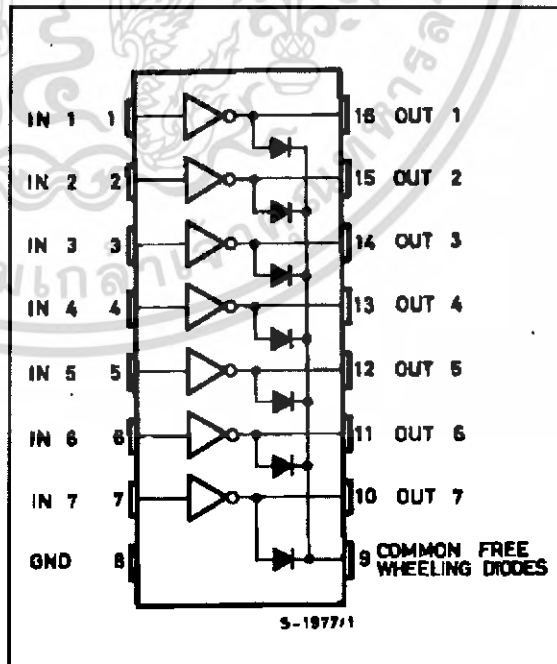 IN 1 1 16 OUT 1
IN 2 2 15 OUT 2
IN 3 3 14 OUT 3
IN 4 4 13 OUT 4
IN 5 5 12 OUT 5
IN 6 6 11 OUT 6
IN 7 7 10 OUT 7
GND 8 9 COMMON FREE
WHEELING DIODES
S-1977/1